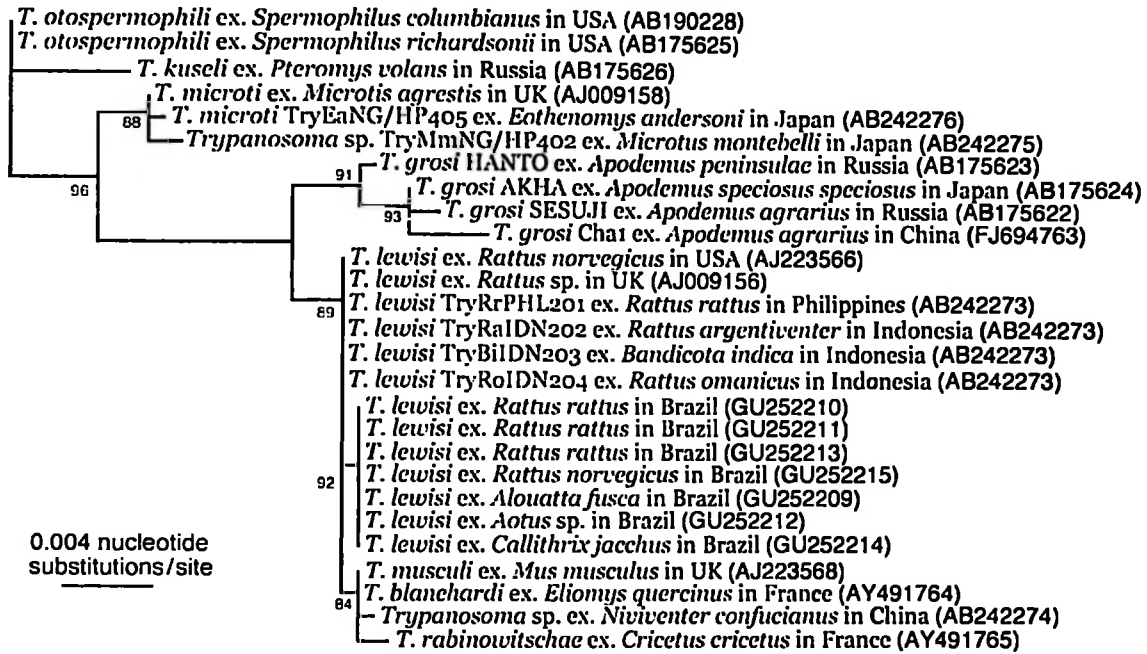 T. otospermophili ex. Spermophilus columbianus in USA (AB190228)
T. otospermophili ex. Spermophilus richardsonii in USA (AB175625)
T. kuseli ex. Pteromys volans in Russia (AB175626)
T. microti ex. Microtis agrestis in UK (AJ009158)
88
T. microti TryEaNG/HP405 ex. Eothenomys andersoni in Japan (AB242276)
Trypanosoma sp. TryMmNG/HP402 ex. Microtus montebelli in Japan (AB242275)
96
91
T. grosi HANTO ex. Apodemus peninsulae in Russia (AB175623)
T. grosi AKHA ex. Apodemus speciosus speciosus in Japan (AB175624)
93
T. grosi SESUJI ex. Apodemus agrarius in Russia (AB175622)
T. grosi Cha1 ex. Apodemus agrarius in China (FJ694763)
T. lewisi ex. Rattus norvegicus in USA (AJ223566)
T. lewisi ex. Rattus sp. in UK (AJ009156)
89
T. lewisi TryRrPHL201 ex. Rattus rattus in Philippines (AB242273)
T. lewisi TryRaIDN202 ex. Rattus argentiventer in Indonesia (AB242273)
T. lewisi TryBiIDN203 ex. Bandicota indica in Indonesia (AB242273)
T. lewisi TryRoIDN204 ex. Rattus omanicus in Indonesia (AB242273)
T. lewisi ex. Rattus rattus in Brazil (GU252210)
T. lewisi ex. Rattus rattus in Brazil (GU252211)
T. lewisi ex. Rattus rattus in Brazil (GU252213)
92
T. lewisi ex. Rattus norvegicus in Brazil (GU252215)
T. lewisi ex. Alouatta fusca in Brazil (GU252209)
T. lewisi ex. Aotus sp. in Brazil (GU252212)
T. lewisi ex. Callithrix jacchus in Brazil (GU252214)
0.004 nucleotide
substitutions/site
T. musculi ex. Mus musculus in UK (AJ223568)
84
T. blanchardi ex. Eliomys quercinus in France (AY491764)
Trypanosoma sp. ex. Niviventer confucianus in China (AB242274)
T. rabinowitschae ex. Cricetus cricetus in France (AY491765)